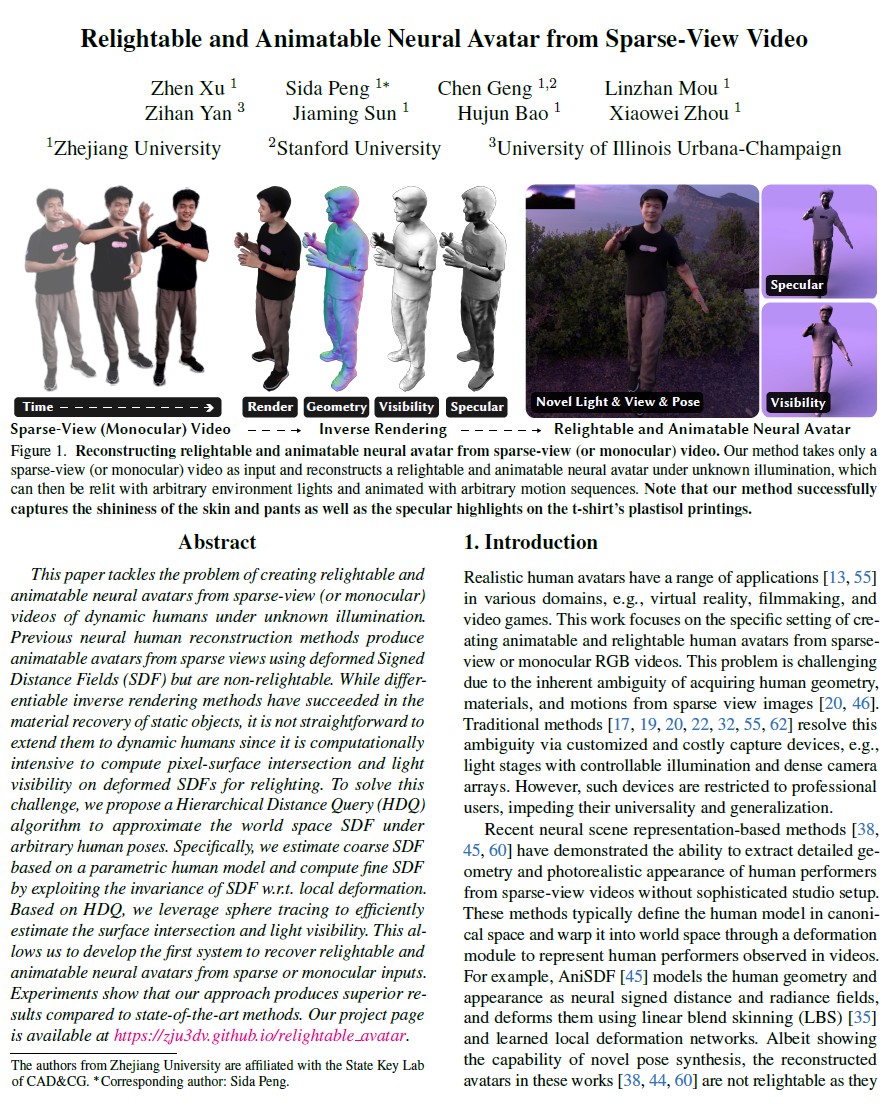 Relightable and Animatable Neural Avatar from Sparse-View Video
Zhen Xu 1 Sida Peng 1* Chen Geng 1,2 Linzhan Mou 1
Zihan Yan 3 Jiaming Sun 1 Hujun Bao 1 Xiaowei Zhou 1
1Zhejiang University 2Stanford University 3University of Illinois Urbana-Champaign
Specular
Time
Render
Geometry
Visibility
Specular
Novel Light & View & Pose
Visibility
Sparse-View (Monocular) Video
Inverse Rendering
Relightable and Animatable Neural Avatar
Figure 1. Reconstructing relightable and animatable neural avatar from sparse-view (or monocular) video. Our method takes only a
sparse-view (or monocular) video as input and reconstructs a relightable and animatable neural avatar under unknown illumination, which
can then be relit with arbitrary environment lights and animated with arbitrary motion sequences. Note that our method successfully
captures the shininess of the skin and pants as well as the specular highlights on the t-shirt's plastisol printings.
Abstract
This paper tackles the problem of creating relightable and
animatable neural avatars from sparse-view (or monocular)
videos of dynamic humans under unknown illumination.
Previous neural human reconstruction methods produce
animatable avatars from sparse views using deformed Signed
Distance Fields (SDF) but are non-relightable. While differ-
entiable inverse rendering methods have succeeded in the
material recovery of static objects, it is not straightforward to
extend them to dynamic humans since it is computationally
intensive to compute pixel-surface intersection and light
visibility on deformed SDFs for relighting. To solve this
challenge, we propose a Hierarchical Distance Query (HDQ)
algorithm to approximate the world space SDF under
arbitrary human poses. Specifically, we estimate coarse SDF
based on a parametric human model and compute fine SDF
by exploiting the invariance of SDF w.r.t. local deformation.
Based on HDQ, we leverage sphere tracing to efficiently
estimate the surface intersection and light visibility. This al-
lows us to develop the first system to recover relightable and
animatable neural avatars from sparse or monocular inputs.
Experiments show that our approach produces superior re-
sults compared to state-of-the-art methods. Our project page
is available at https://zju3dv.github.io/relightable_avatar.
The authors from Zhejiang University are affiliated with the State Key Lab
of CAD&CG. *Corresponding author: Sida Peng.
1. Introduction
Realistic human avatars have a range of applications [13, 55]
in various domains, e.g., virtual reality, filmmaking, and
video games. This work focuses on the specific setting of cre-
ating animatable and relightable human avatars from sparse-
view or monocular RGB videos. This problem is challenging
due to the inherent ambiguity of acquiring human geometry,
materials, and motions from sparse view images [20, 46].
Traditional methods [17, 19, 20, 22, 32, 55, 62] resolve this
ambiguity via customized and costly capture devices, e.g.,
light stages with controllable illumination and dense camera
arrays. However, such devices are restricted to professional
users, impeding their universality and generalization.
Recent neural scene representation-based methods [38,
45, 60] have demonstrated the ability to extract detailed ge-
ometry and photorealistic appearance of human performers
from sparse-view videos without sophisticated studio setup.
These methods typically define the human model in canoni-
cal space and warp it into world space through a deformation
module to represent human performers observed in videos.
For example, AniSDF [45] models the human geometry and
appearance as neural signed distance and radiance fields,
and deforms them using linear blend skinning (LBS) [35]
and learned local deformation networks. Albeit showing
the capability of novel pose synthesis, the reconstructed
avatars in these works [38, 44, 60] are not relightable as they